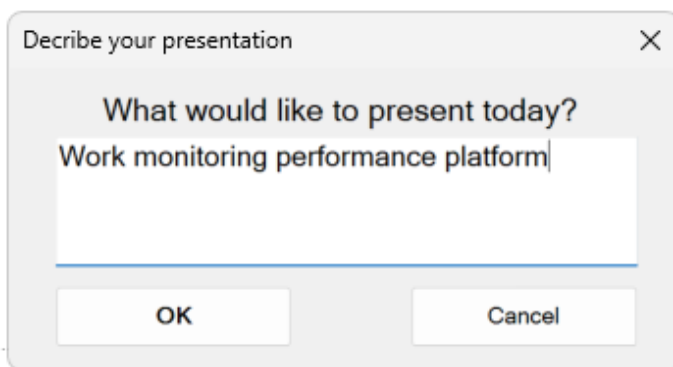 Decribe your presentation
What would like to present today?
Work monitoring performance platform
OK
Cancel